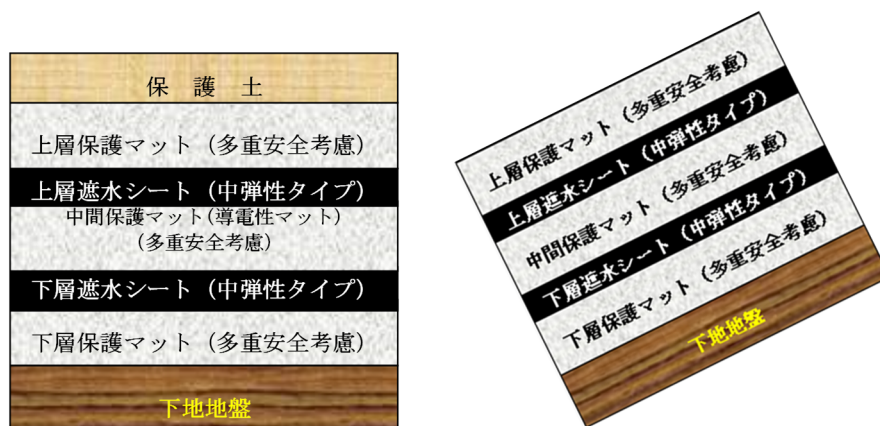 保 護 土
上層保護マット（多重安全考慮）
上層遮水シート（中弾性タイプ）
中間保護マット(導電性マット)
(多重安全考慮)
下層遮水シート（中弾性タイプ）
下層保護マット（多重安全考慮）
下地地盤
上層保護マット（多重安全考慮）
上層遮水シート（中弾性タイプ）
中間保護マット（多重安全考慮）
下層遮水シート（中弾性タイプ）
下層保護マット（多重安全考慮）
下地地盤